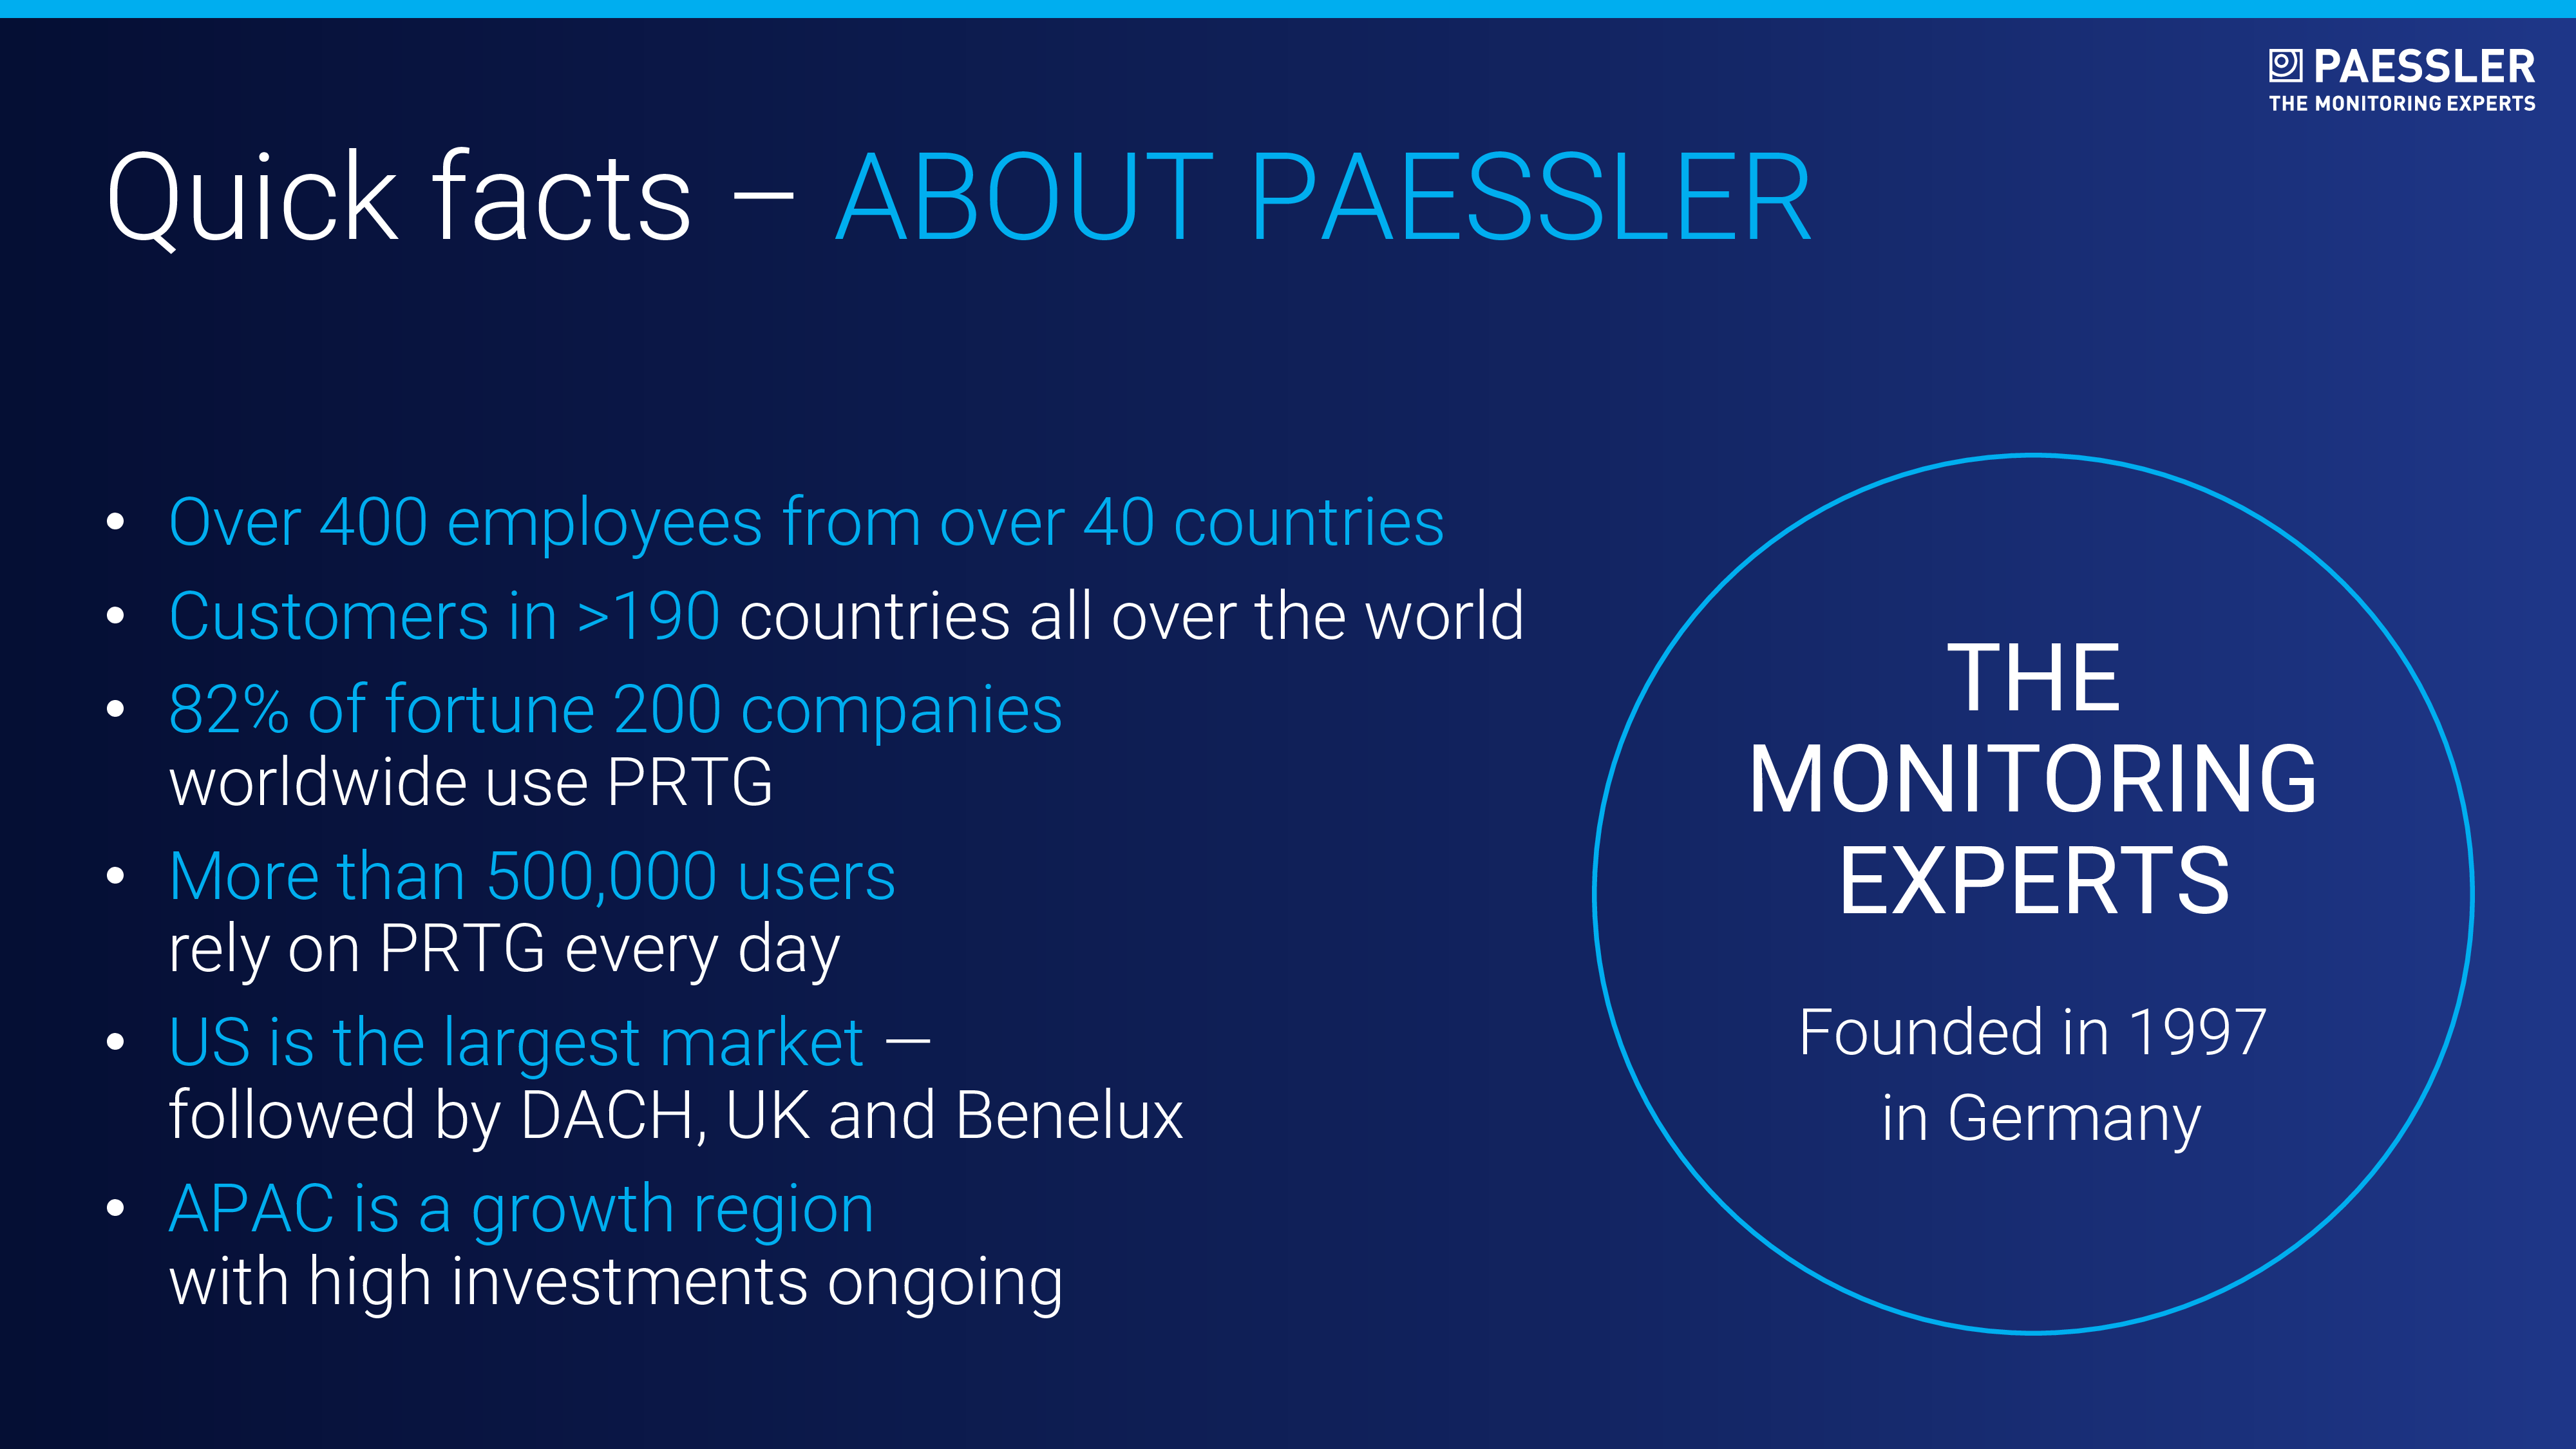 PAESSLER
THE MONITORING EXPERTS
Quick facts – ABOUT PAESSLER
• Over 400 employees from over 40 countries
• Customers in >190 countries all over the world
• 82% of fortune 200 companies
worldwide use PRTG
• More than 500,000 users
rely on PRTG every day
• US is the largest market —
followed by DACH, UK and Benelux
• APAC is a growth region
with high investments ongoing
THE
MONITORING
EXPERTS
Founded in 1997
in Germany